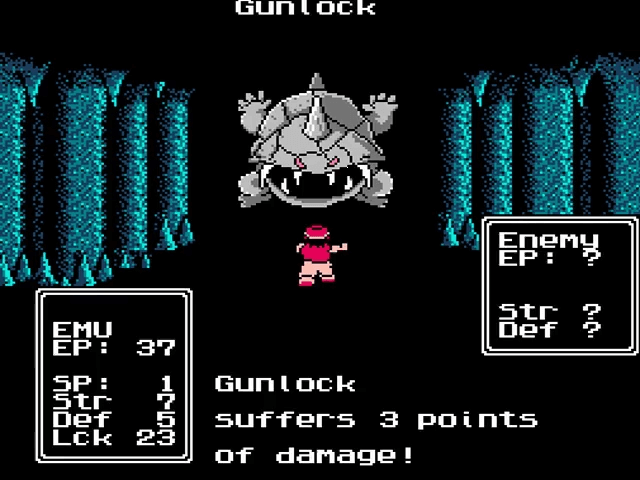 Gunlock
Enemy
EP: ?
Str ?
Def ?
EMU
EP: 37
SP: 1
Str 7
Def 5
Lck 23
Gunlock
suffers 3 points
of damage!